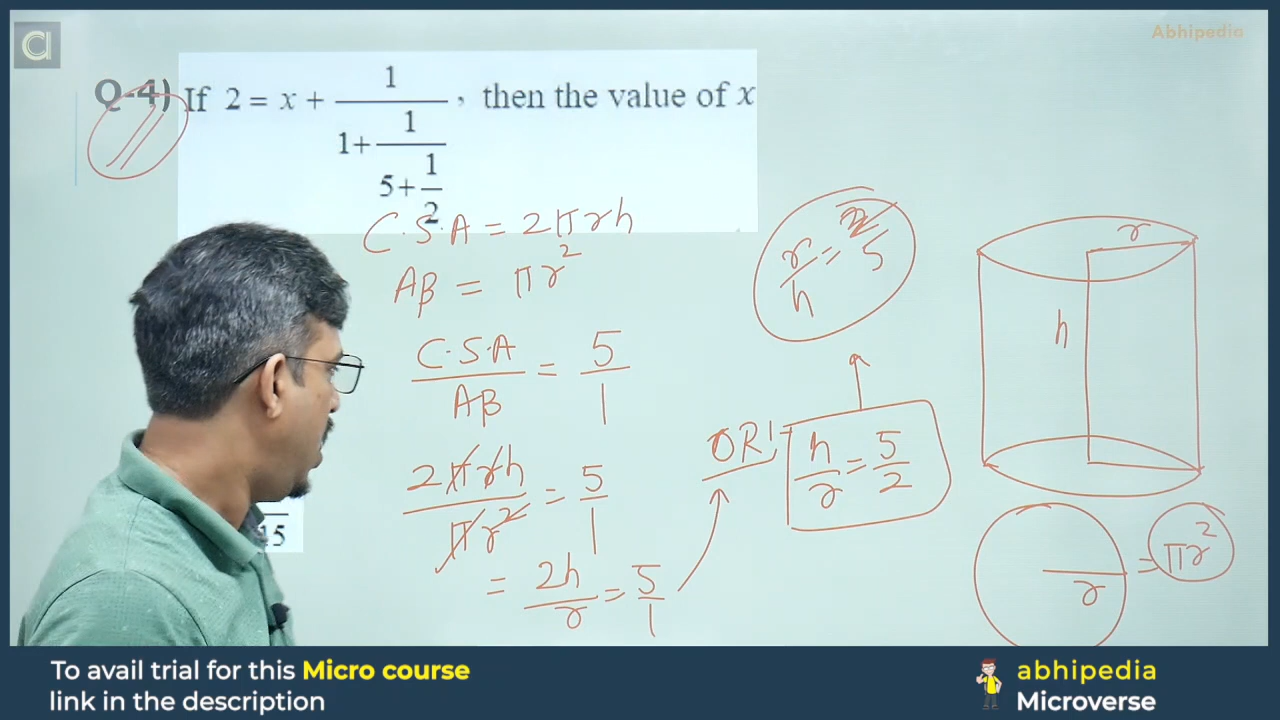 Abhipedia
Q-4) If 2 = x + 1/(1 + 1/(5 + 1/2)), then the value of x
C.S.A = 2πrh
AB = πr²
C.S.A/AB = 5/1
2πrh/πr² = 5/1
= 2h/r = 5/1
OR!
h/r = 5/2
r/h = 2/5
r
h
r = πr²
15
To avail trial for this Micro course
link in the description
abhipedia
Microverse